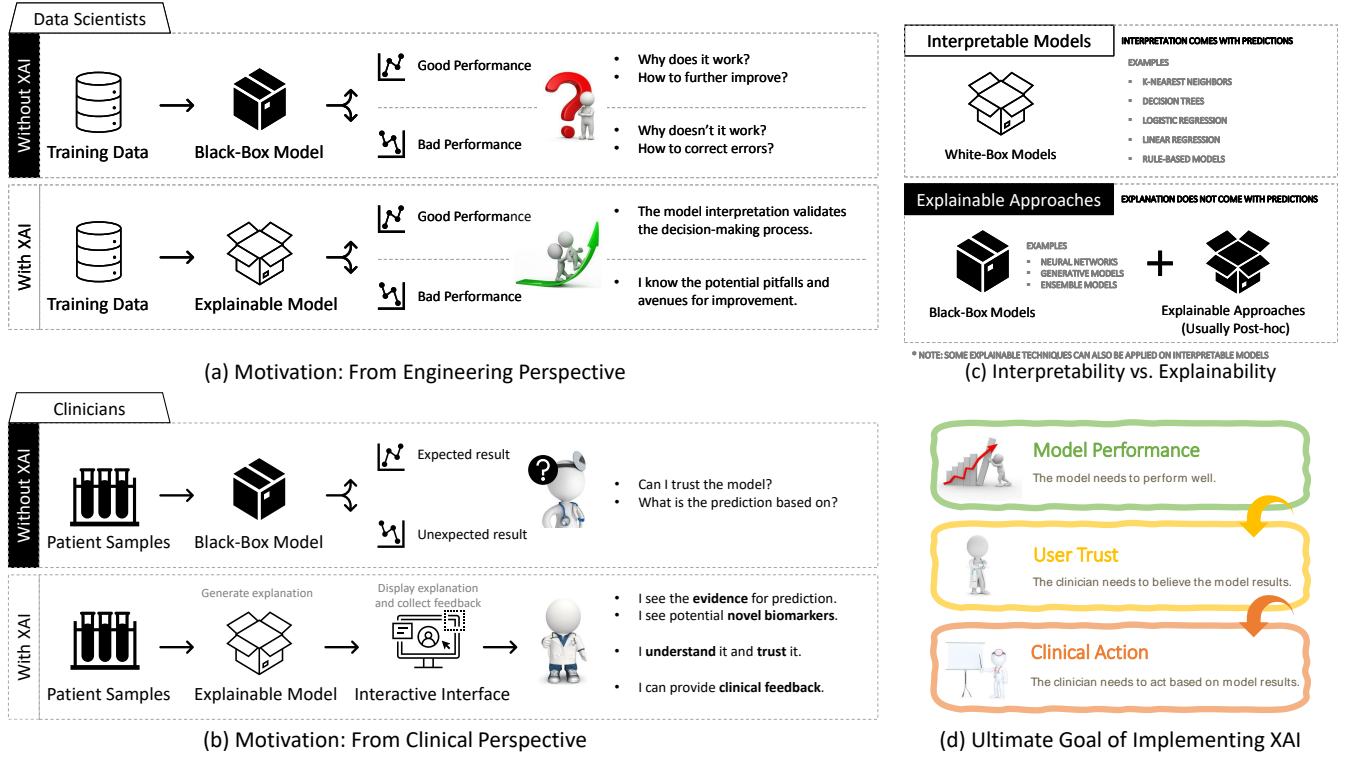 Data Scientists
Without XAI
Training Data
Black-Box Model
Good Performance
Bad Performance
?
• Why does it work?
• How to further improve?
• Why doesn't it work?
• How to correct errors?
With XAI
Training Data
Explainable Model
Good Performance
Bad Performance
• The model interpretation validates
the decision-making process.
• I know the potential pitfalls and
avenues for improvement.
(a) Motivation: From Engineering Perspective
Clinicians
Without XAI
Patient Samples
Black-Box Model
Expected result
Unexpected result
?
• Can I trust the model?
• What is the prediction based on?
With XAI
Patient Samples
Generate explanation
Explainable Model
Display explanation
and collect feedback
Interactive Interface
• I see the evidence for prediction.
• I see potential novel biomarkers.
• I understand it and trust it.
• I can provide clinical feedback.
(b) Motivation: From Clinical Perspective
Interpretable Models
INTERPRETATION COMES WITH PREDICTIONS
White-Box Models
EXAMPLES
▪ K-NEAREST NEIGHBORS
▪ DECISION TREES
▪ LOGISTIC REGRESSION
▪ LINEAR REGRESSION
▪ RULE-BASED MODELS
Explainable Approaches
EXPLANATION DOES NOT COME WITH PREDICTIONS
Black-Box Models
EXAMPLES
▪ NEURAL NETWORKS
▪ GENERATIVE MODELS
▪ ENSEMBLE MODELS
+
Explainable Approaches
(Usually Post-hoc)
* NOTE: SOME EXPLAINABLE TECHNIQUES CAN ALSO BE APPLIED ON INTERPRETABLE MODELS
(c) Interpretability vs. Explainability
Model Performance
The model needs to perform well.
User Trust
The clinician needs to believe the model results.
Clinical Action
The clinician needs to act based on model results.
(d) Ultimate Goal of Implementing XAI